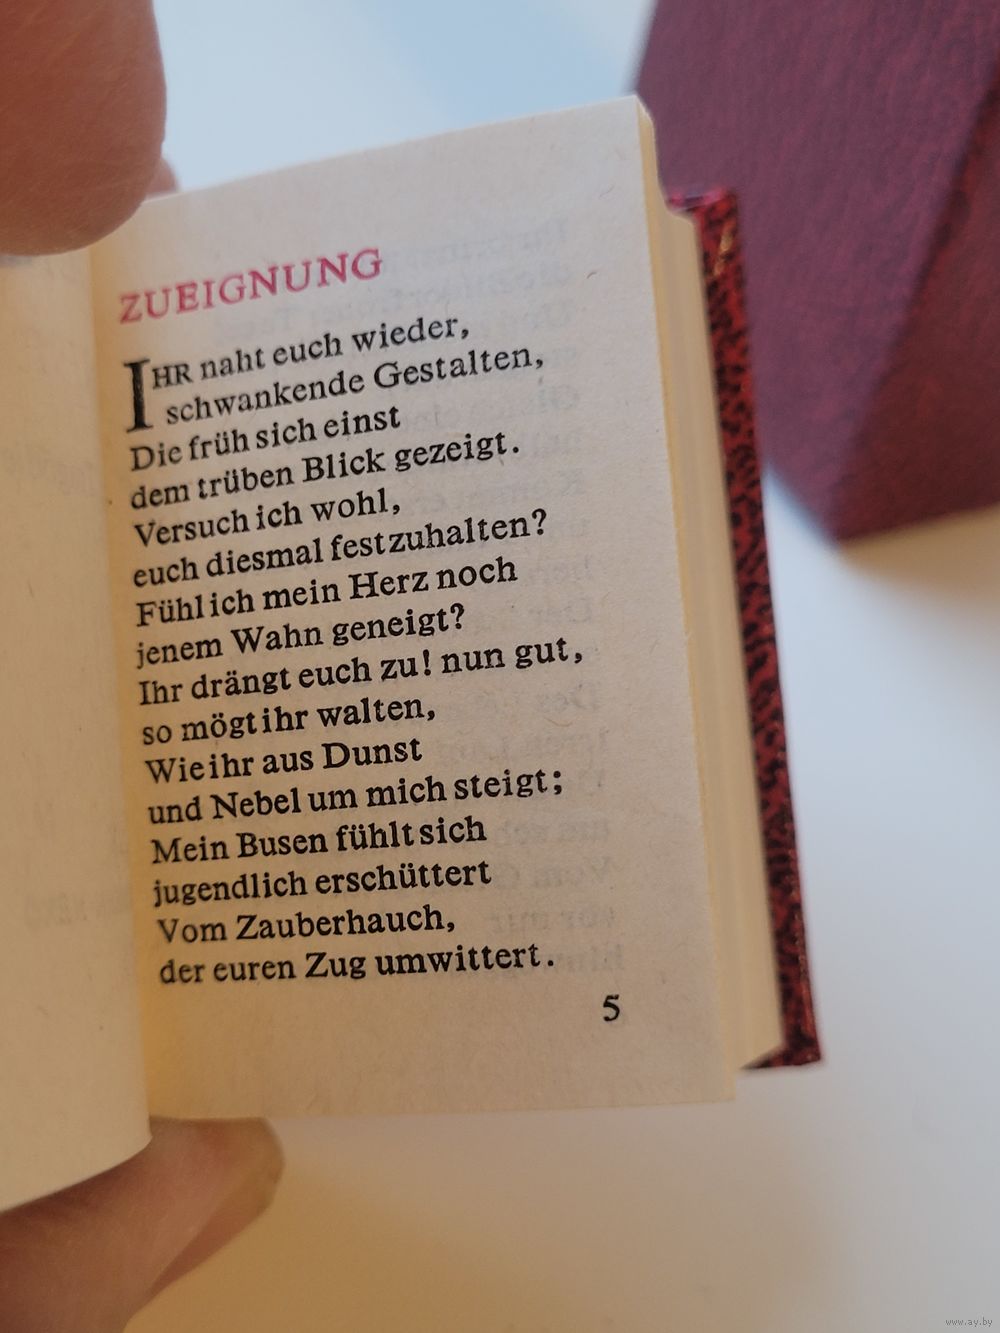 ZUEIGNUNG
IHR naht euch wieder,
schwankende Gestalten,
Die früh sich einst
dem trüben Blick gezeigt.
Versuch ich wohl,
euch diesmal festzuhalten?
Fühl ich mein Herz noch
jenem Wahn geneigt?
Ihr drängt euch zu! nun gut,
so mögt ihr walten,
Wie ihr aus Dunst
und Nebel um mich steigt;
Mein Busen fühlt sich
jugendlich erschüttert
Vom Zauberhauch,
der euren Zug umwittert.
5
www.ay.by